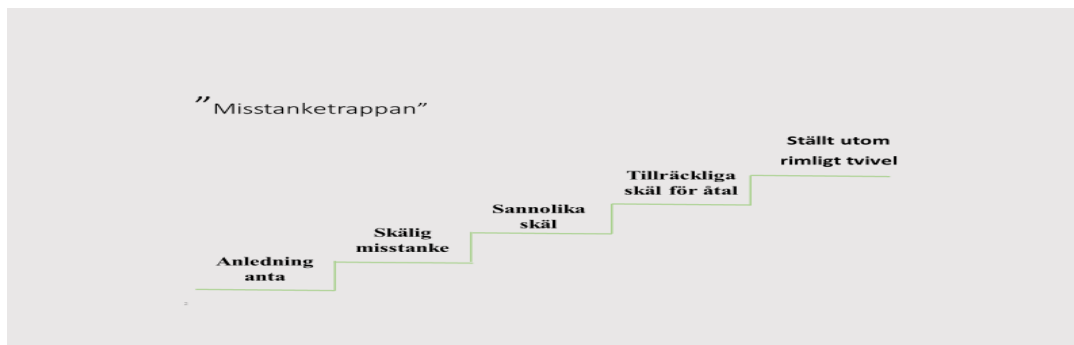 ”Misstanketrappan”
Ställt utom
rimligt tvivel
Tillräckliga
skäl för åtal
Sannolika
skäl
Skälig
misstanke
Anledning
anta